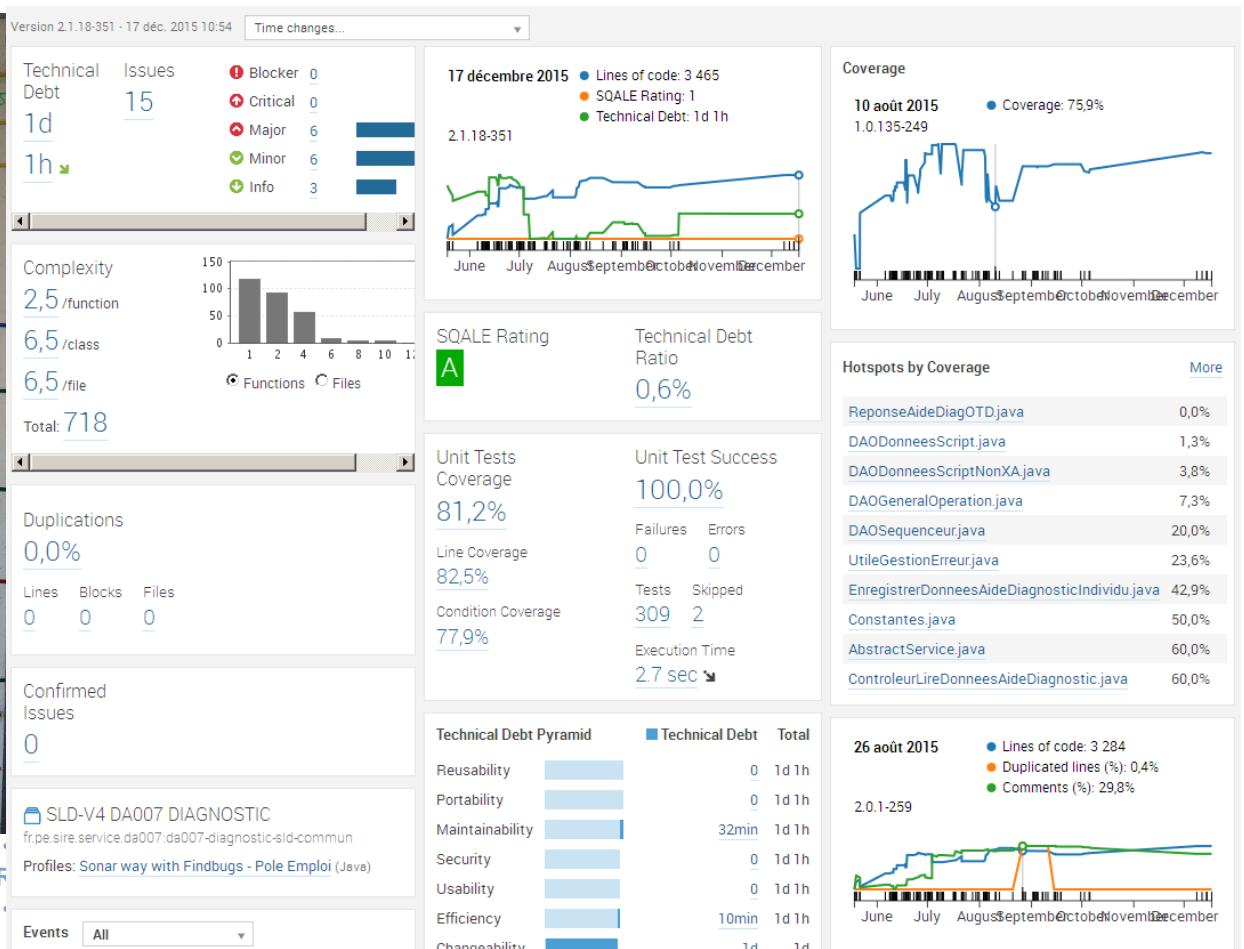 Version 2.1.18-351 - 17 déc. 2015 10:54 Time changes...
Technical Debt
1d
1h
Issues
15
Blocker 0
Critical 0
Major 6
Minor 6
Info 3
Complexity
2,5 /function
6,5 /class
6,5 /file
Total: 718
150
100
50
0
1 2 4 6 8 10
Functions Files
Duplications
0,0%
Lines Blocks Files
0 0 0
Confirmed
Issues
0
SLD-V4 DA007 DIAGNOSTIC
fr.pe.sire.service.da007:da007-diagnostic-sld-commun
Profiles: Sonar way with Findbugs - Pole Emploi (Java)
Events All
17 décembre 2015 Lines of code: 3 465
SQALE Rating: 1
Technical Debt: 1d 1h
2.1.18-351
June July August September October November December
SQALE Rating
A
Technical Debt
Ratio
0,6%
Unit Tests
Coverage
81,2%
Line Coverage
82,5%
Condition Coverage
77,9%
Unit Test Success
100,0%
Failures Errors
0 0
Tests Skipped
309 2
Execution Time
2.7 sec
Technical Debt Pyramid Technical Debt Total
Reusability 0 1d 1h
Portability 0 1d 1h
Maintainability 32min 1d 1h
Security 0 1d 1h
Usability 0 1d 1h
Efficiency 10min 1d 1h
Changeability 1d 1d
Coverage
10 août 2015 Coverage: 75,9%
1.0.135-249
June July August September October November December
Hotspots by Coverage More
ReponseAideDiagOTD.java 0,0%
DAODonneesScript.java 1,3%
DAODonneesScriptNonXA.java 3,8%
DAOGeneralOperation.java 7,3%
DAOSequenceur.java 20,0%
UtileGestionErreur.java 23,6%
EnregistrerDonneesAideDiagnosticIndividu.java 42,9%
Constantes.java 50,0%
AbstractService.java 60,0%
ControleurLireDonneesAideDiagnostic.java 60,0%
26 août 2015 Lines of code: 3 284
Duplicated lines (%): 0,4%
Comments (%): 29,8%
2.0.1-259
June July August September October November December